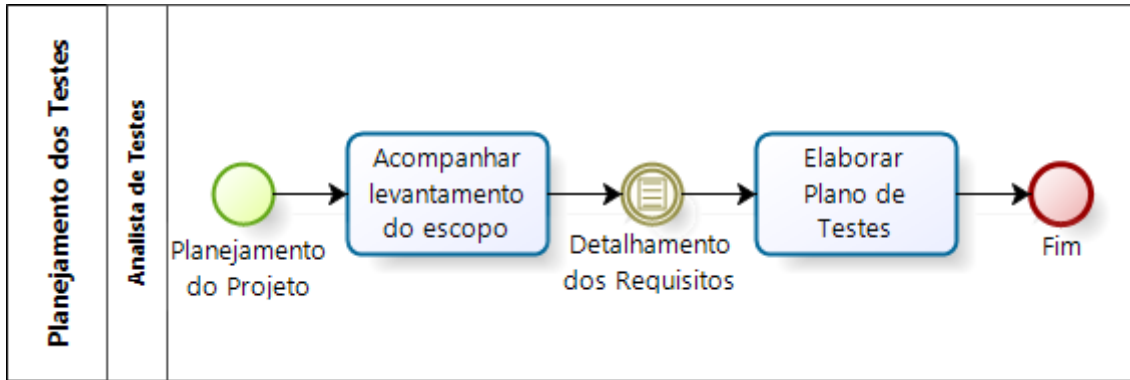 Planejamento dos Testes
Analista de Testes
Planejamento
do Projeto
Acompanhar
levantamento
do escopo
Detalhamento
dos Requisitos
Elaborar
Plano de
Testes
Fim